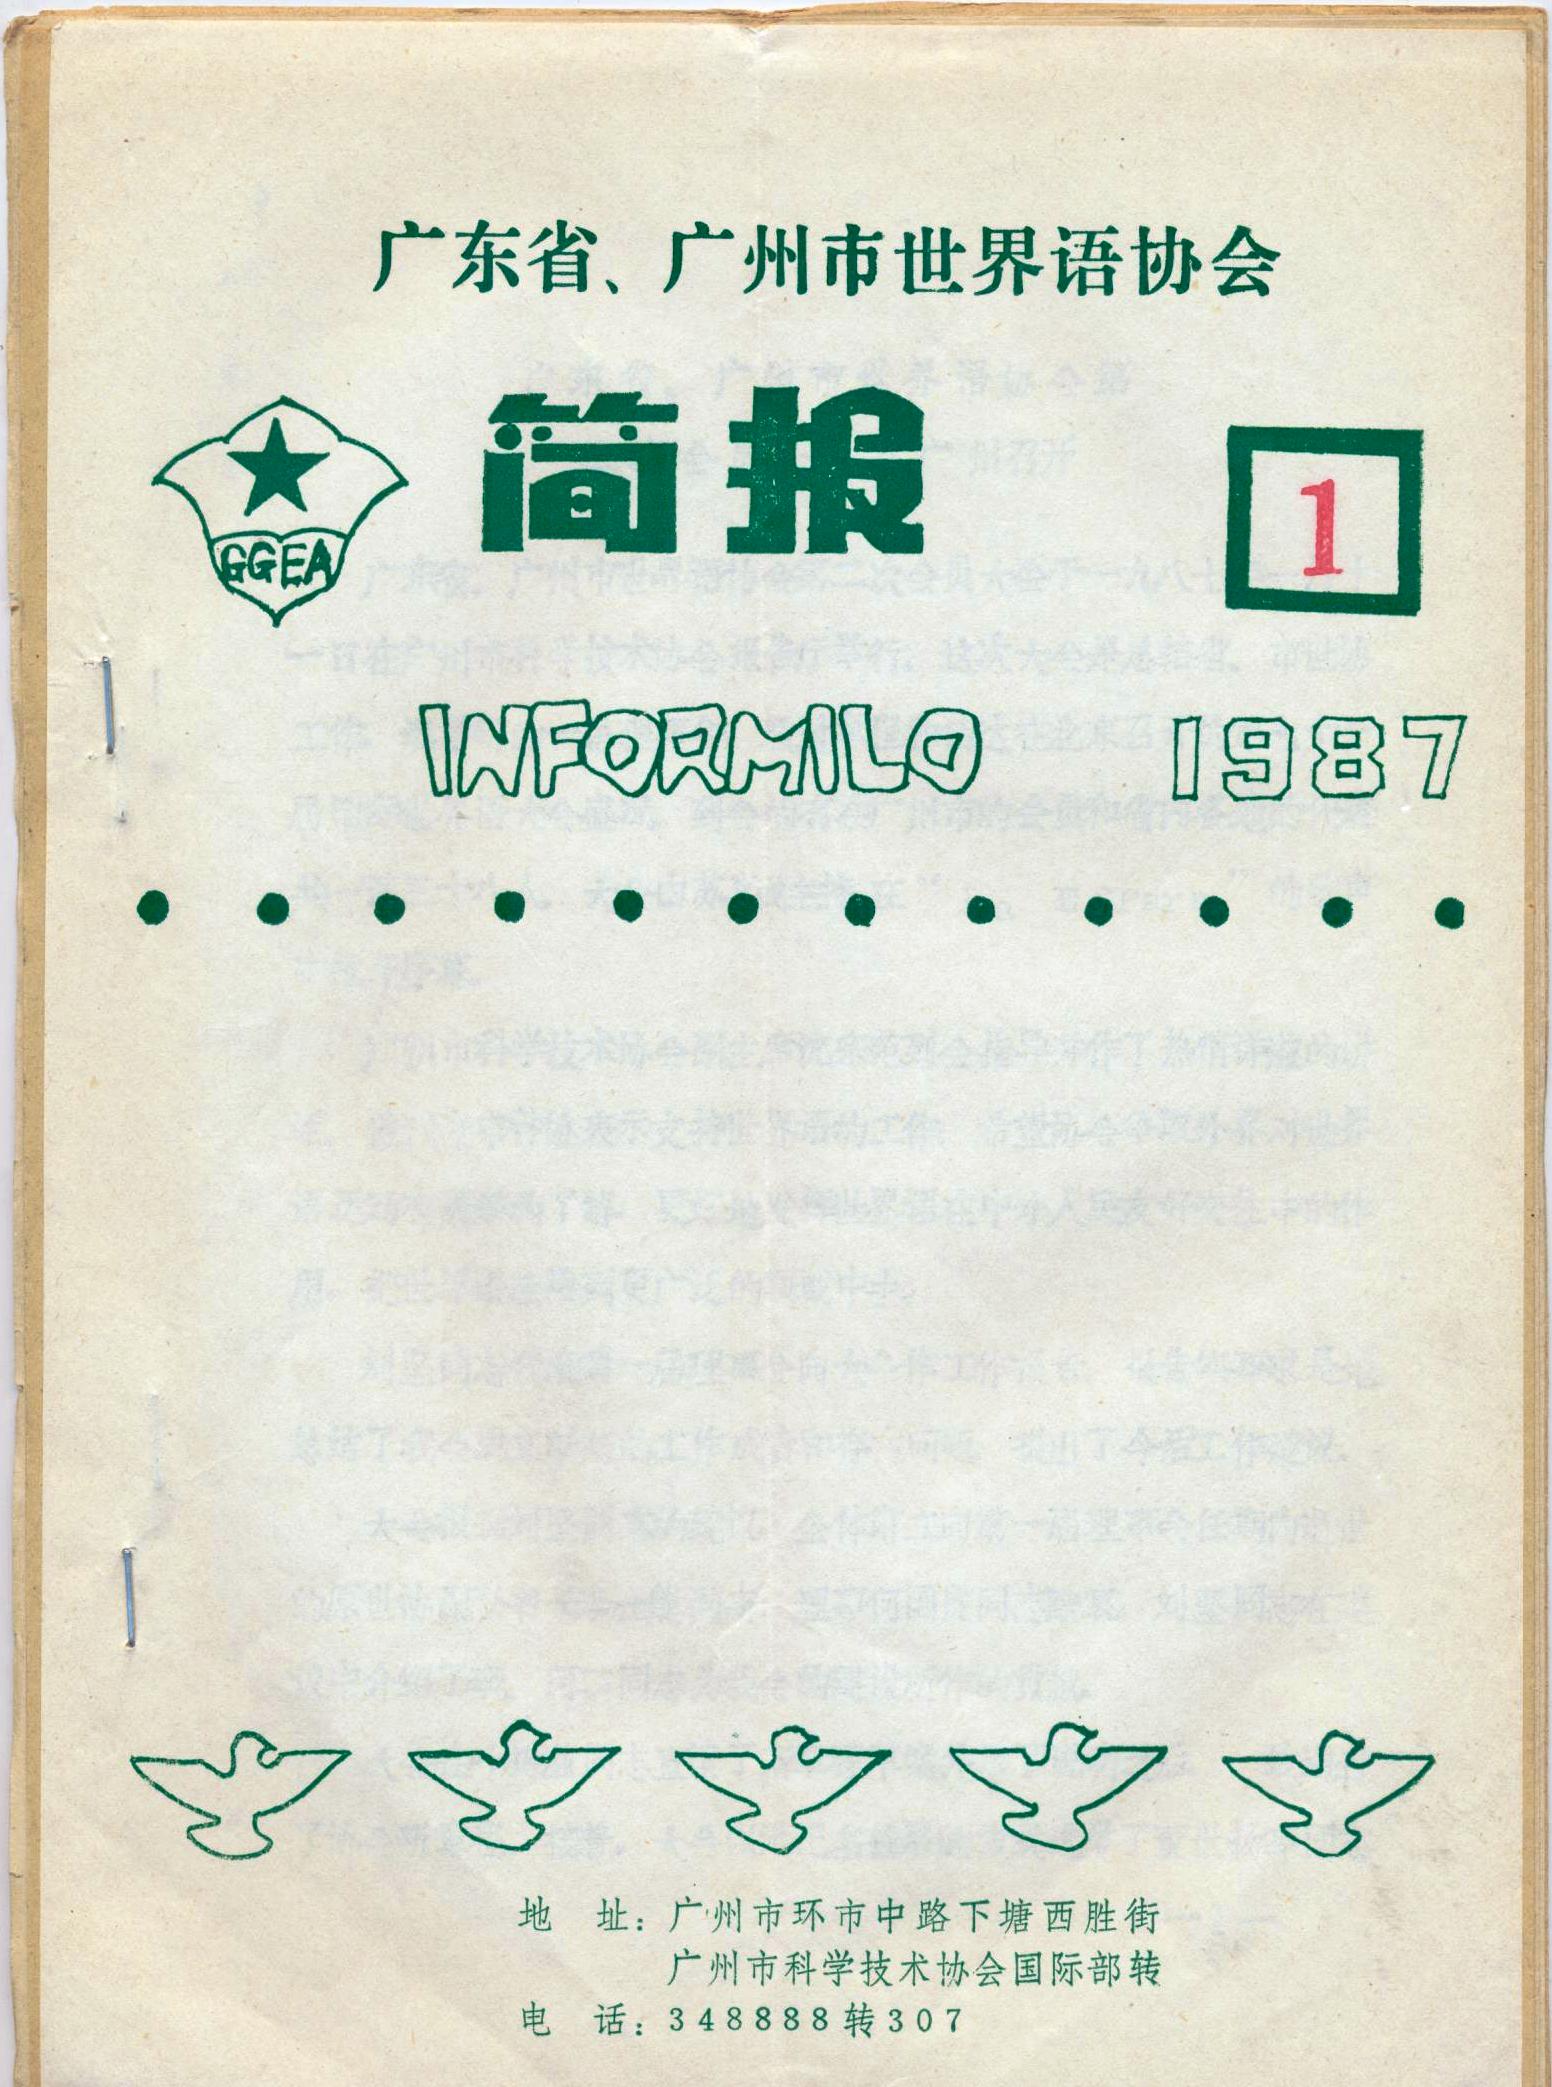 广东省、广州市世界语协会
简报
1
GGEA
INFORMILO 1987
地 址：广州市环市中路下塘西胜街
广州市科学技术协会国际部转
电 话：348888转307